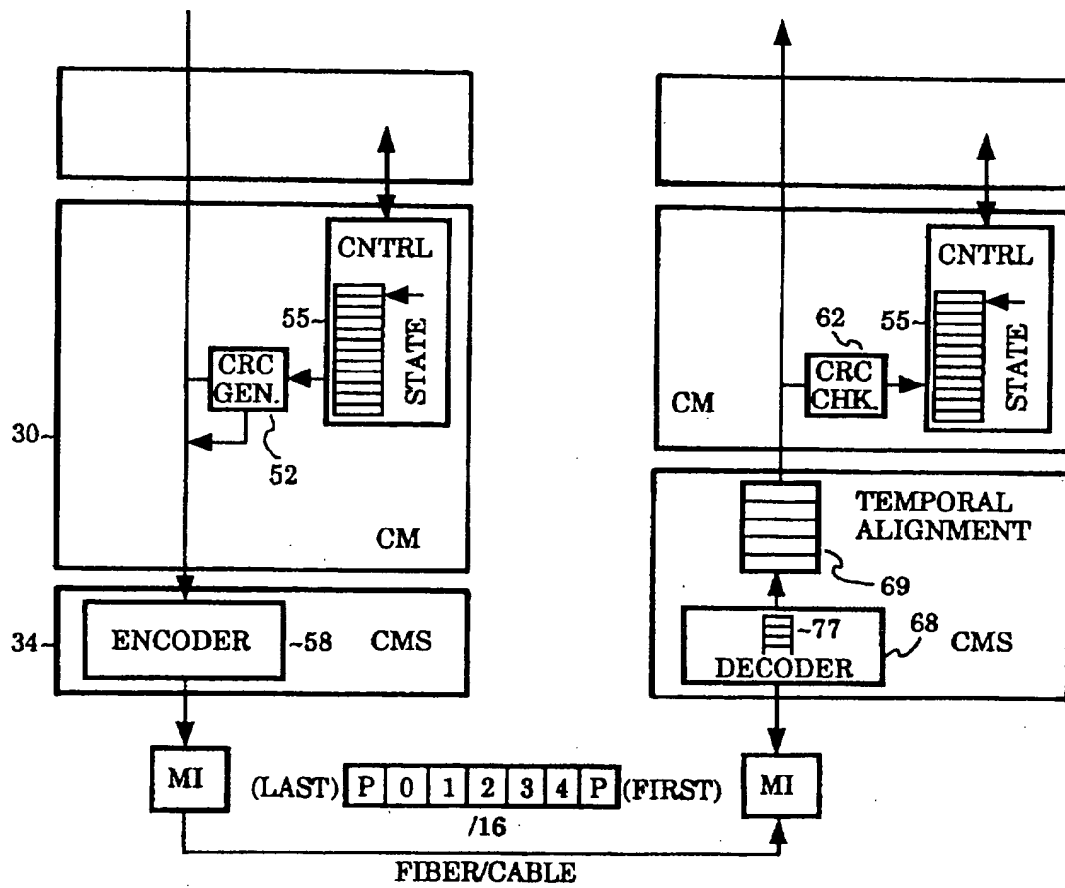 CNTRL
55
STATE
CRC
GEN.
52
30
CM
34
ENCODER
58
CMS
MI
CNTRL
62
55
STATE
CRC
CHK.
CM
TEMPORAL
ALIGNMENT
69
77
68
DECODER
CMS
MI
(LAST) P 0 1 2 3 4 P (FIRST)
/16
FIBER/CABLE